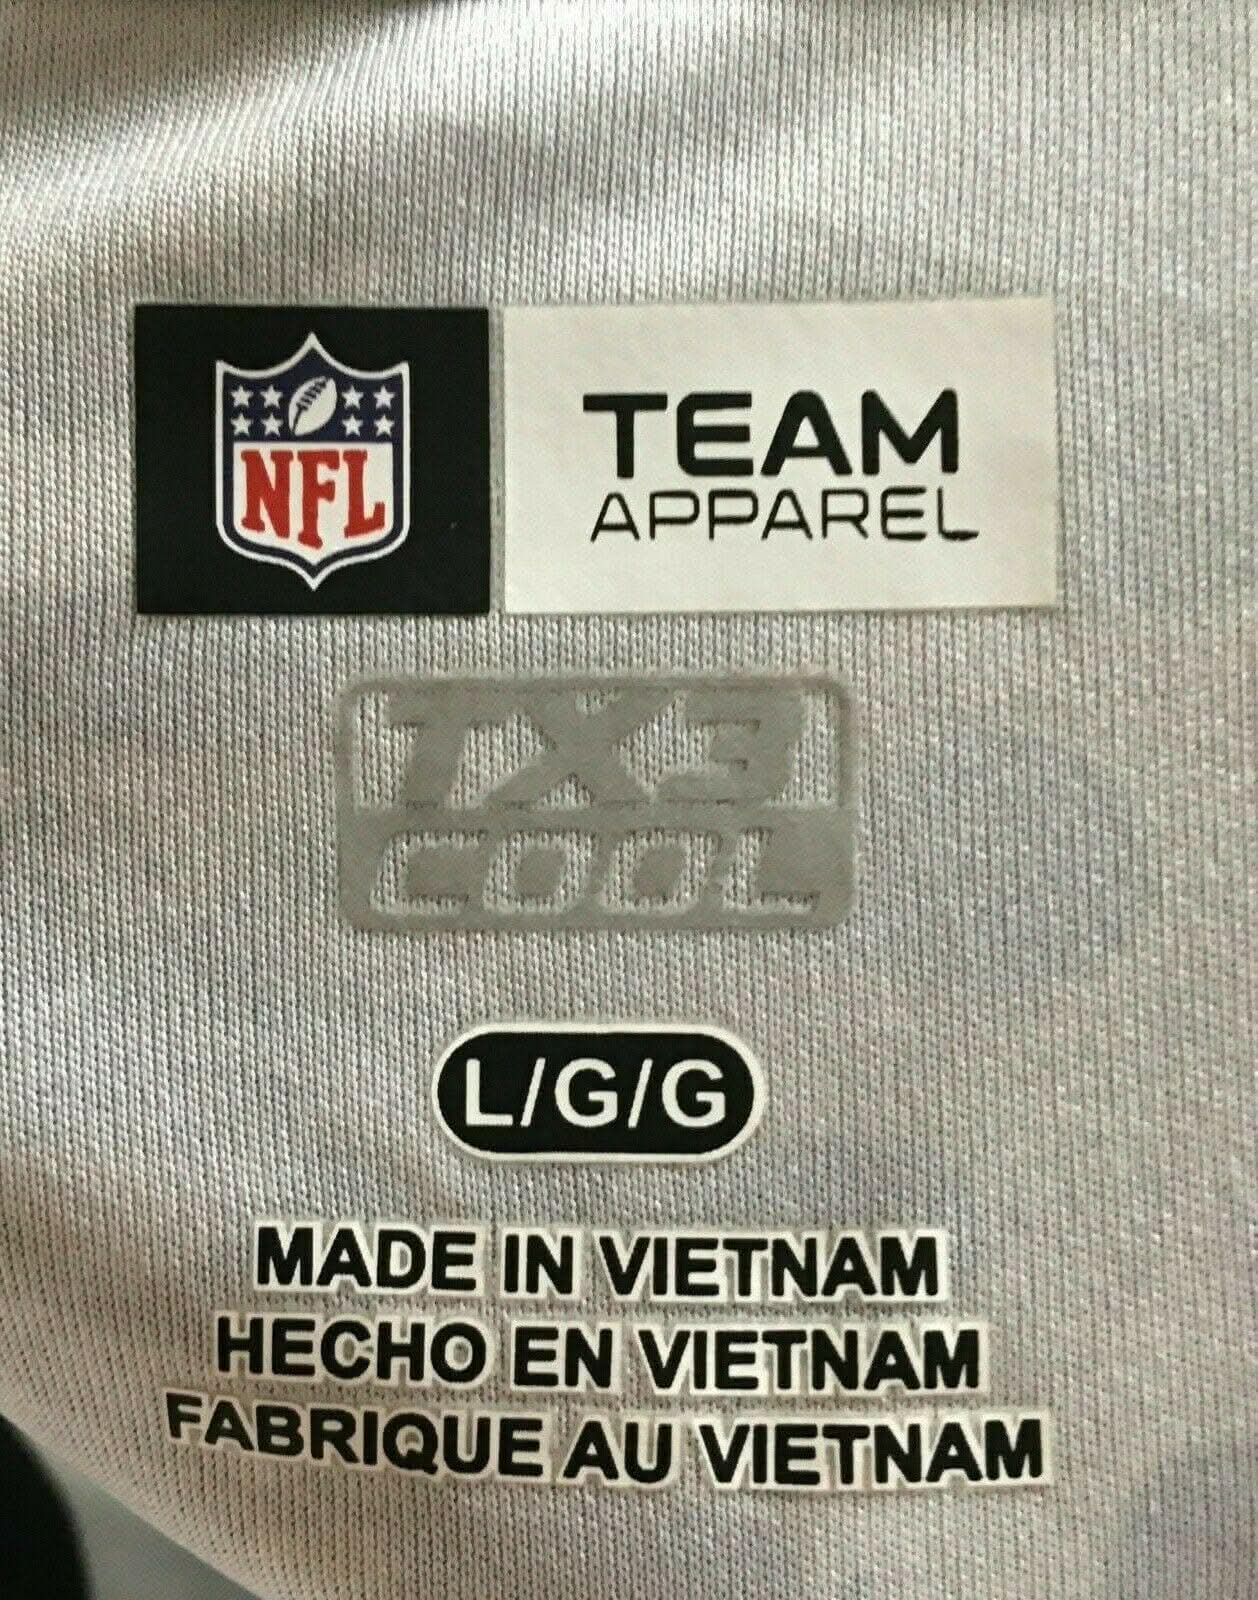 NFL
TEAM
APPAREL
TX3
COOL
L/G/G
MADE IN VIETNAM
HECHO EN VIETNAM
FABRIQUE AU VIETNAM